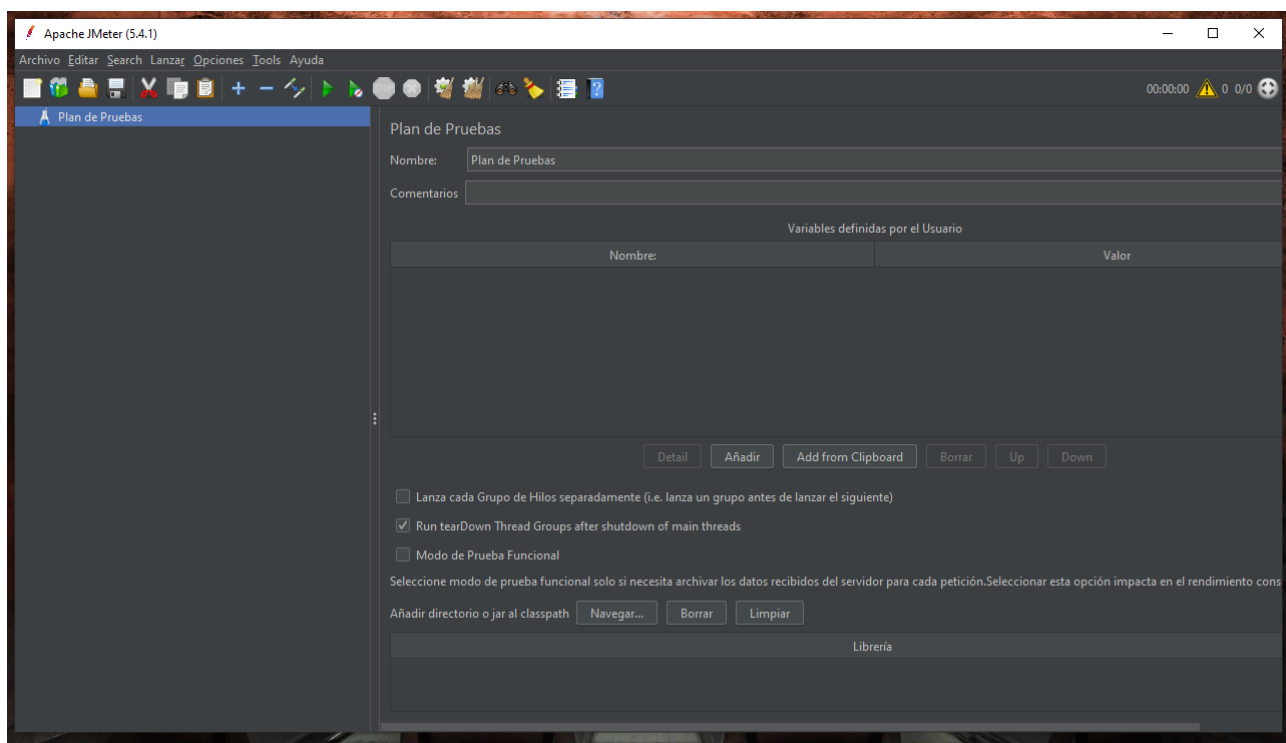 Apache JMeter (5.4.1)
Archivo Editar Search Lanzar Opciones Tools Ayuda
STOP
?
00:00:00 0 0/0
Plan de Pruebas
Plan de Pruebas
Nombre: Plan de Pruebas
Comentarios
Variables definidas por el Usuario
Nombre: Valor
Detail Añadir Add from Clipboard Borrar Up Down
Lanza cada Grupo de Hilos separadamente (i.e. lanza un grupo antes de lanzar el siguiente)
Run tearDown Thread Groups after shutdown of main threads
Modo de Prueba Funcional
Seleccione modo de prueba funcional solo si necesita archivar los datos recibidos del servidor para cada petición.Seleccionar esta opción impacta en el rendimiento cons
Añadir directorio o jar al classpath Navegar... Borrar Limpiar
Librería